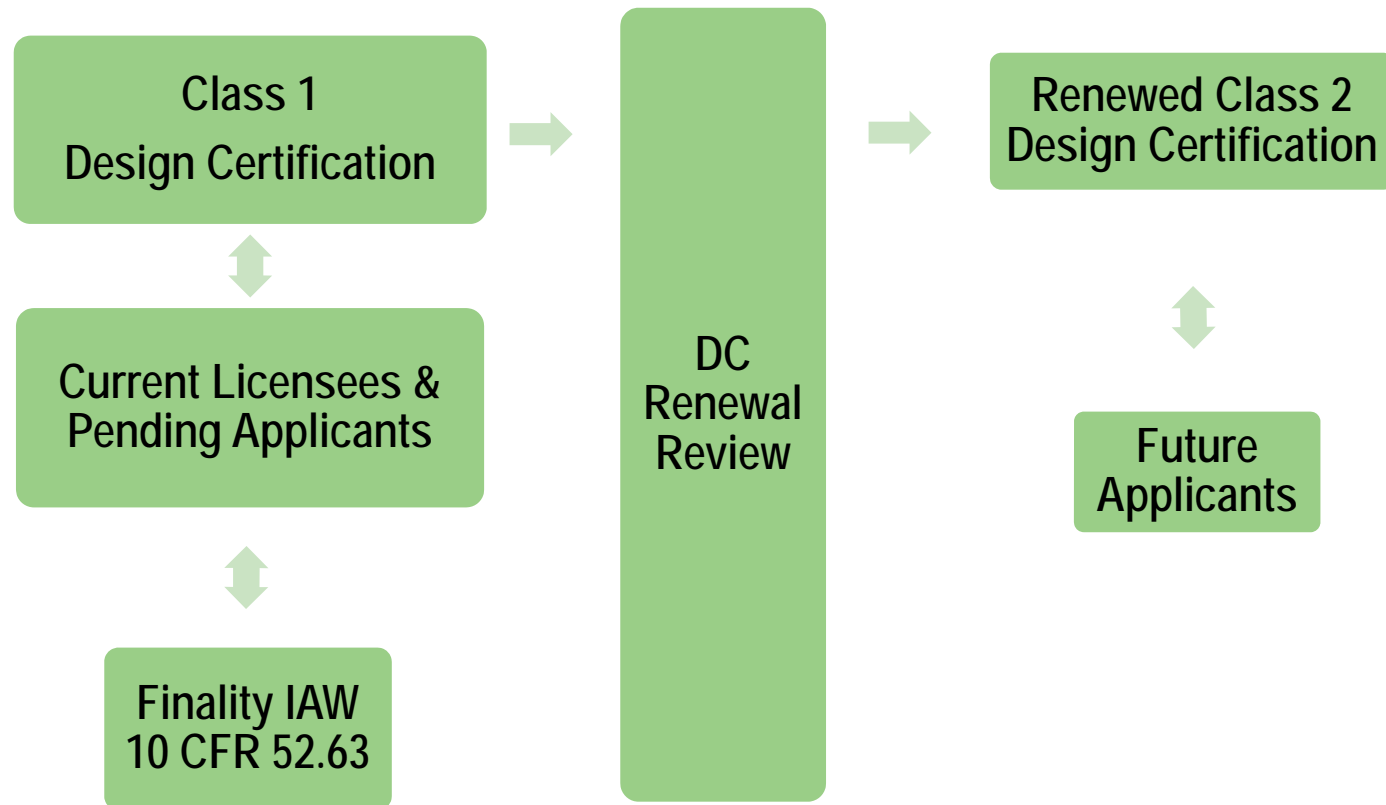 Class 1
Design Certification
Current Licensees &
Pending Applicants
Finality IAW
10 CFR 52.63
DC
Renewal
Review
Renewed Class 2
Design Certification
Future
Applicants